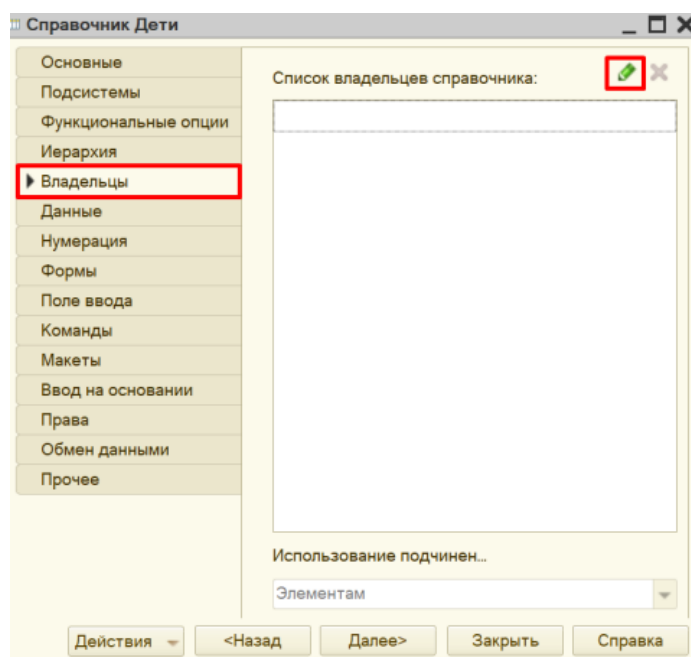 Справочник Дети
Основные
Подсистемы
Функциональные опции
Иерархия
Владельцы
Данные
Нумерация
Формы
Поле ввода
Команды
Макеты
Ввод на основании
Права
Обмен данными
Прочее
Список владельцев справочника:
Использование подчинен...
Элементам
Действия
<Назад
Далее>
Закрыть
Справка